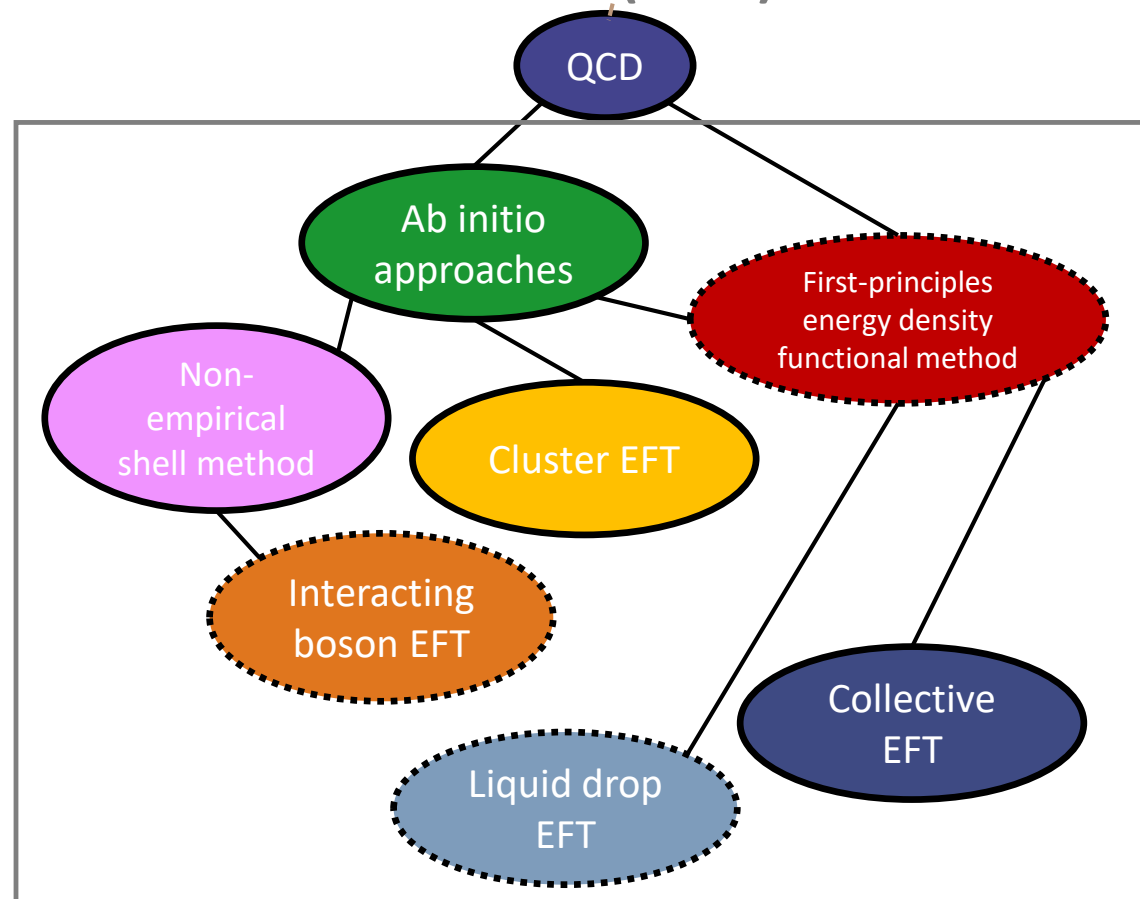 QCD
Ab initio
approaches
First-principles
energy density
functional method
Non-
empirical
shell method
Cluster EFT
Interacting
boson EFT
Collective
EFT
Liquid drop
EFT